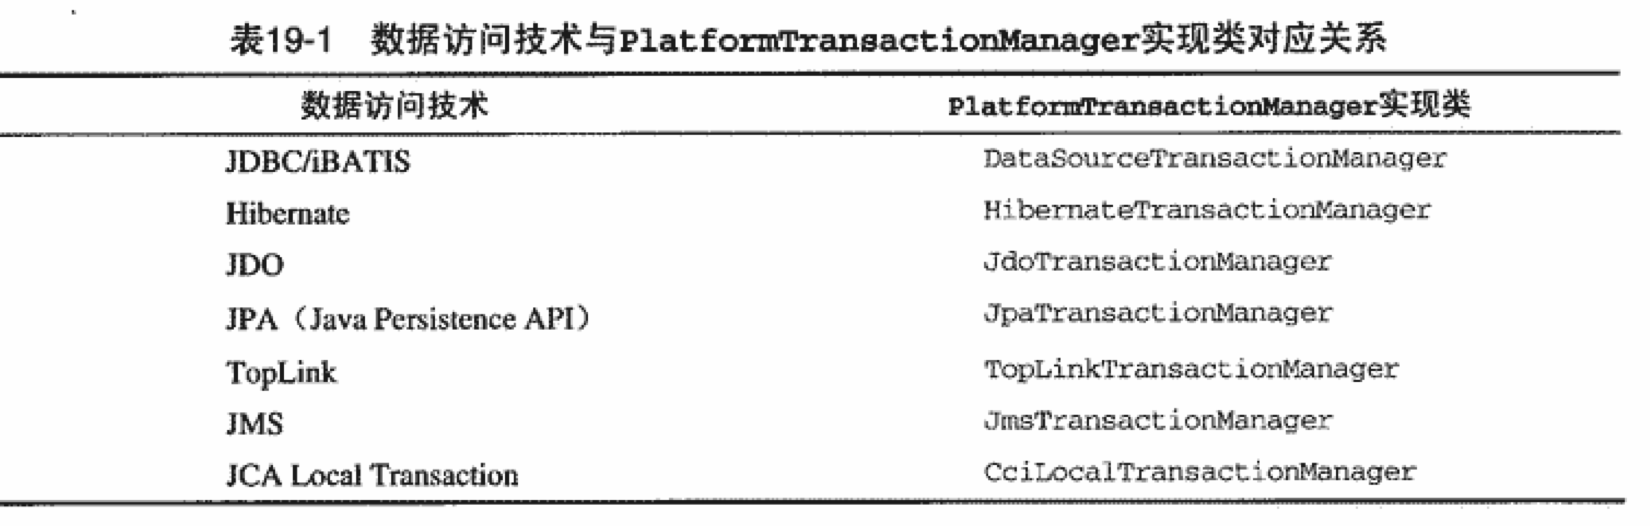 表19-1 数据访问技术与PlatformTransactionManager实现类对应关系
数据访问技术 PlatformTransactionManager实现类
JDBC/iBATIS DataSourceTransactionManager
Hibernate HibernateTransactionManager
JDO JdoTransactionManager
JPA（Java Persistence API） JpaTransactionManager
TopLink TopLinkTransactionManager
JMS JmsTransactionManager
JCA Local Transaction CciLocalTransactionManager